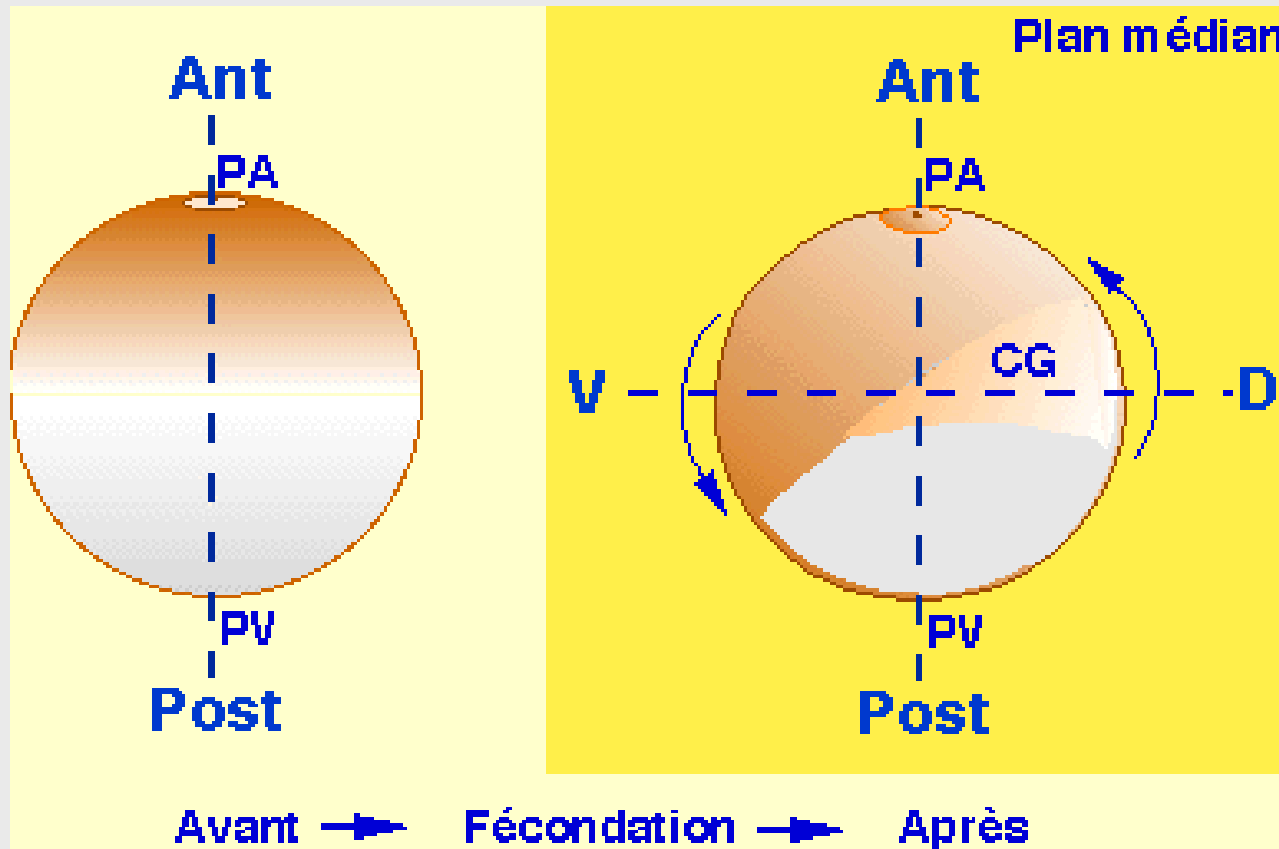 Plan médian
Ant
Ant
PA
PA
CG
V
D
PV
PV
Post
Post
Avant Fécondation Après